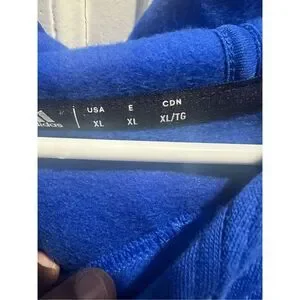 adidas
USA E CDN
XL XL XL/TG